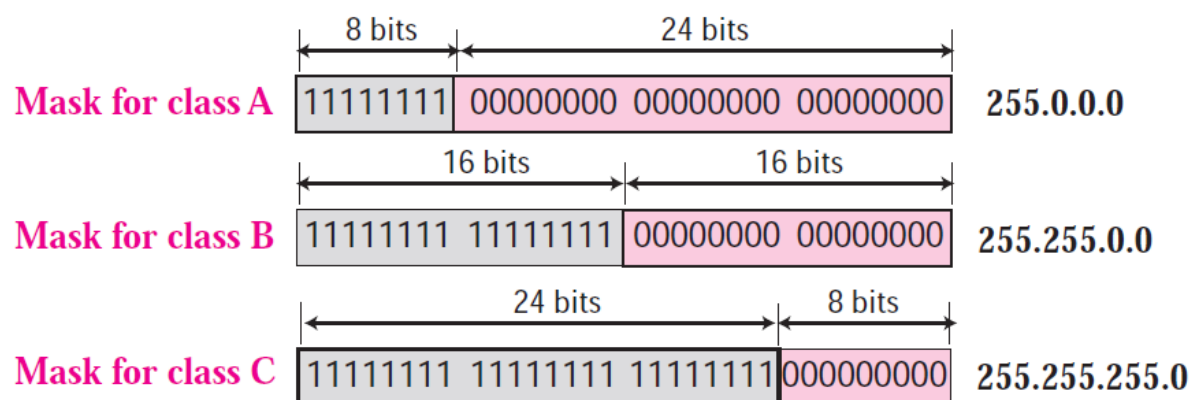 8 bits 24 bits
Mask for class A 11111111 00000000 00000000 00000000 255.0.0.0
16 bits 16 bits
Mask for class B 11111111 11111111 00000000 00000000 255.255.0.0
24 bits 8 bits
Mask for class C 11111111 11111111 11111111 000000000 255.255.255.0